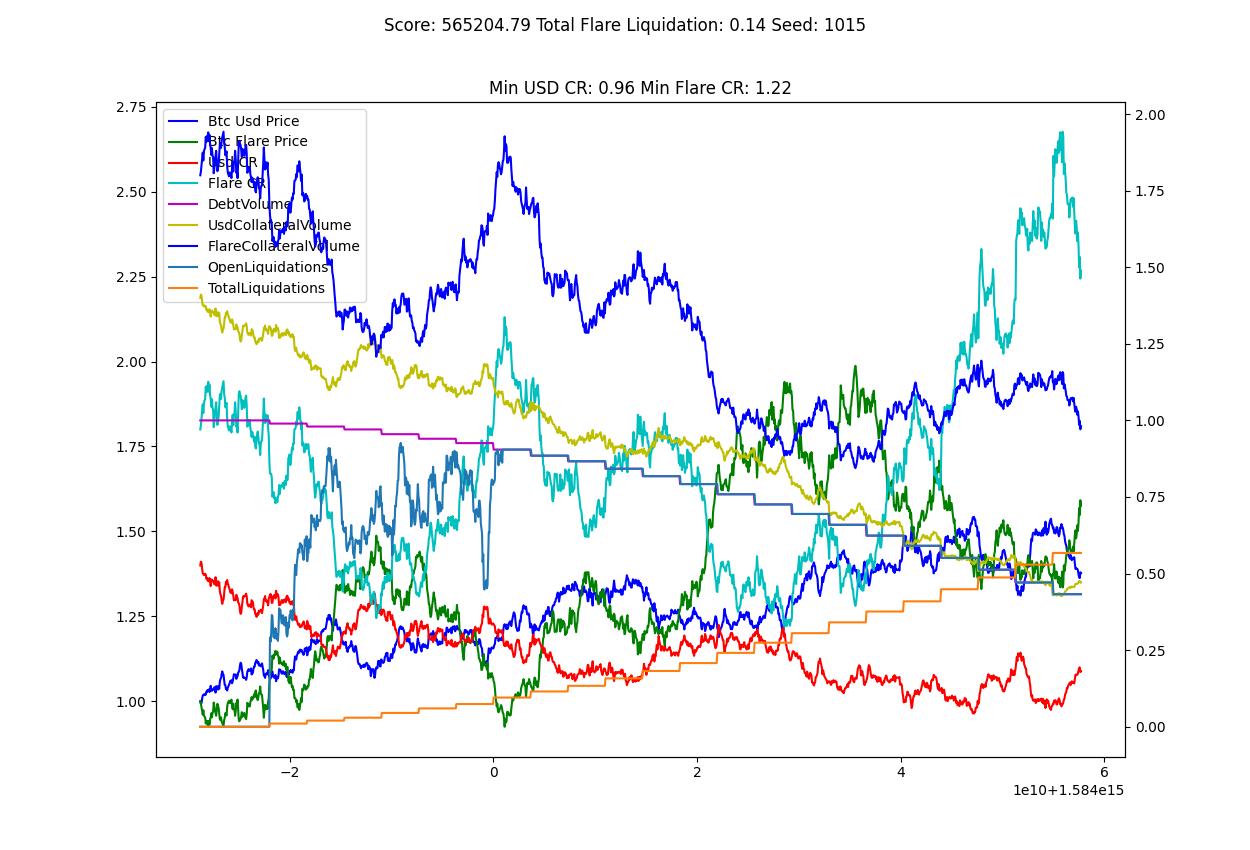 Score: 565204.79 Total Flare Liquidation: 0.14 Seed: 1015
Min USD CR: 0.96 Min Flare CR: 1.22
2.75
2.50
2.25
2.00
1.75
1.50
1.25
1.00
Btc Usd Price
Btc Flare Price
Usd CR
Flare CR
DebtVolume
UsdCollateralVolume
FlareCollateralVolume
OpenLiquidations
TotalLiquidations
2.00
1.75
1.50
1.25
1.00
0.75
0.50
0.25
0.00
−2 0 2 4 6
1e10+1.584e15